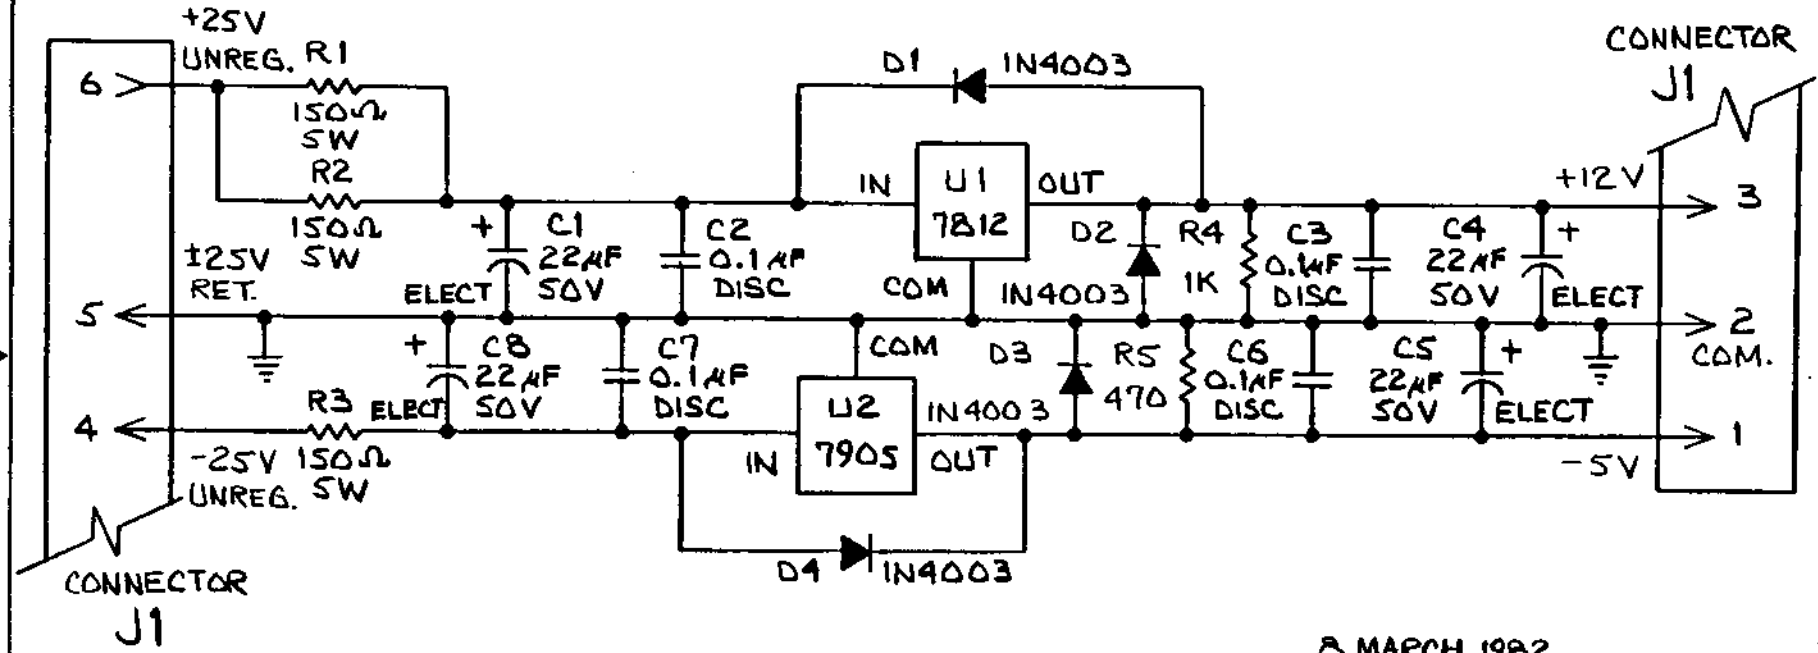 +25V
UNREG.
6
R1
150Ω
5W
R2
150Ω
5W
±25V
RET.
5
4
-25V
UNREG.
R3
150Ω
5W
CONNECTOR
J1
+
C1
22µF
50V
ELECT
C2
0.1µF
DISC
+
C8
22µF
50V
ELECT
C7
0.1µF
DISC
D1
1N4003
IN
U1
7812
OUT
COM
D2
1N4003
R4
1K
C3
0.1µF
DISC
C4
22µF
50V
+
ELECT
COM
IN
U2
7905
OUT
D3
1N4003
R5
470
C6
0.1µF
DISC
C5
22µF
50V
+
ELECT
D4
1N4003
CONNECTOR
J1
+12V
3
2
COM.
1
-5V